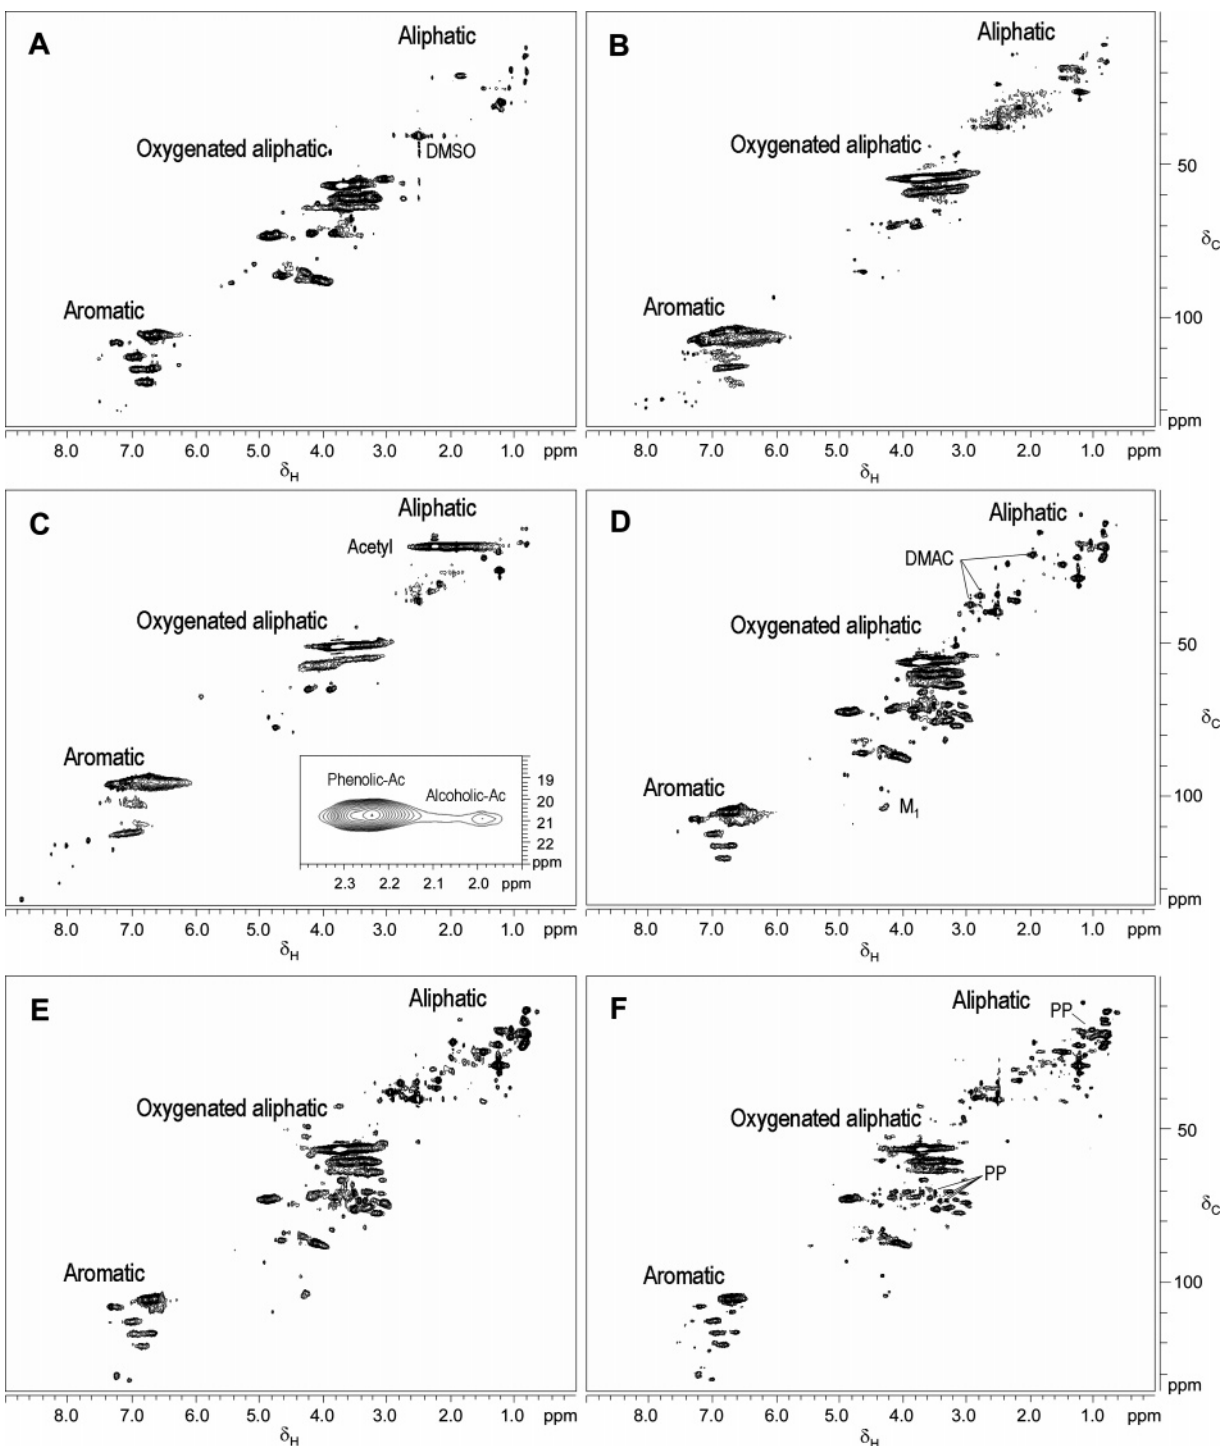 A
Aliphatic
Oxygenated aliphatic
DMSO
Aromatic
8.0 7.0 6.0 5.0 4.0 3.0 2.0 1.0 ppm
δH
B
Aliphatic
Oxygenated aliphatic
Aromatic
50
δC
100
ppm
8.0 7.0 6.0 5.0 4.0 3.0 2.0 1.0 ppm
δH
C
Aliphatic
Acetyl
Oxygenated aliphatic
Aromatic
Phenolic-Ac
Alcoholic-Ac
19
20
21
22
ppm
2.3 2.2 2.1 2.0 ppm
8.0 7.0 6.0 5.0 4.0 3.0 2.0 1.0 ppm
δH
D
Aliphatic
DMAC
Oxygenated aliphatic
Aromatic
M1
50
δC
100
ppm
8.0 7.0 6.0 5.0 4.0 3.0 2.0 1.0 ppm
δH
E
Aliphatic
Oxygenated aliphatic
Aromatic
8.0 7.0 6.0 5.0 4.0 3.0 2.0 1.0 ppm
δH
F
Aliphatic
PP
Oxygenated aliphatic
PP
Aromatic
50
δC
100
ppm
8.0 7.0 6.0 5.0 4.0 3.0 2.0 1.0 ppm
δH